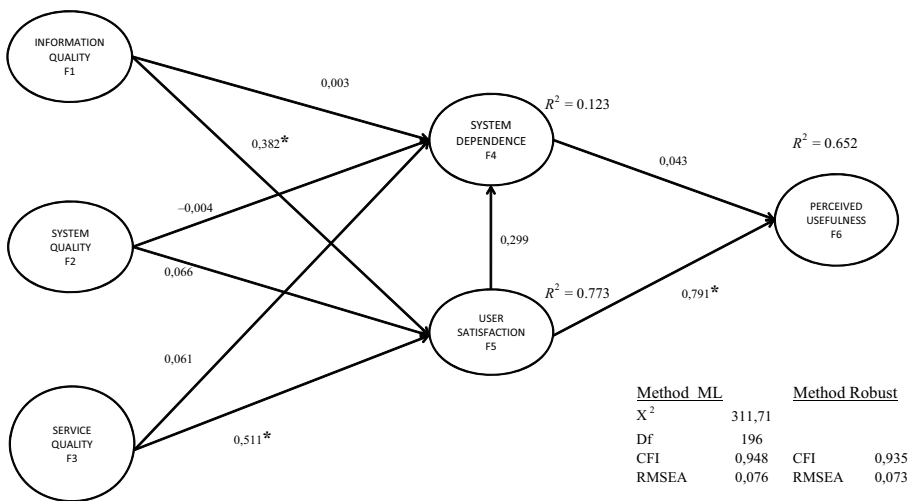 INFORMATION
QUALITY
F1
0,003
R² = 0.123
SYSTEM
DEPENDENCE
F4
0,382*
R² = 0.652
0,043
PERCEIVED
USEFULNESS
F6
–0,004
SYSTEM
QUALITY
F2
0,299
0,066
R² = 0.773
0,791*
USER
SATISFACTION
F5
0,061
SERVICE
QUALITY
F3
0,511*
Method ML Method Robust
X² 311,71
Df 196
CFI 0,948 CFI 0,935
RMSEA 0,076 RMSEA 0,073